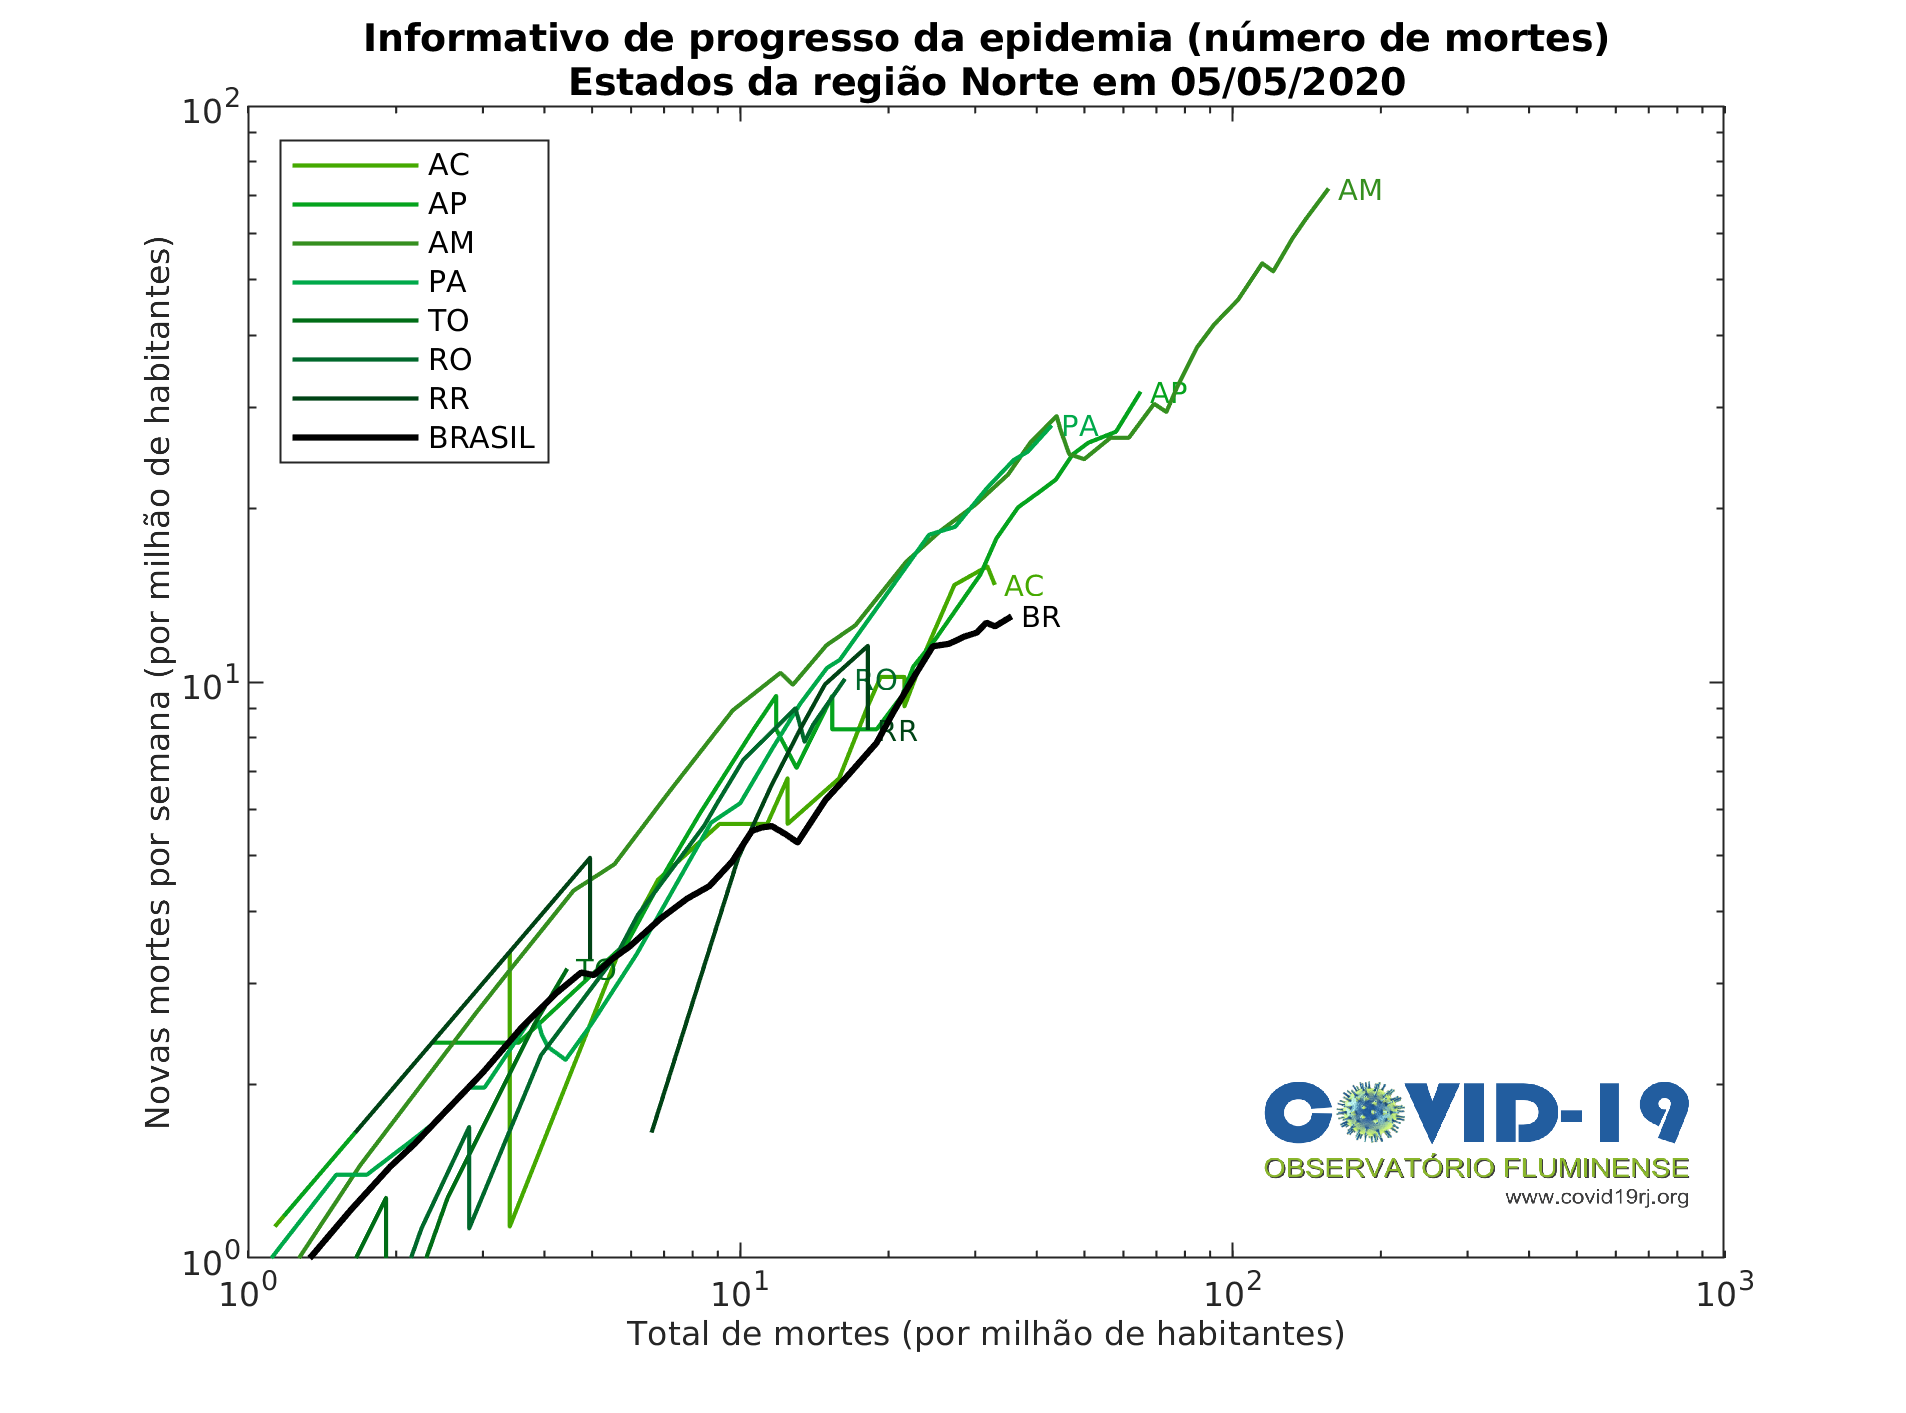 Informativo de progresso da epidemia (número de mortes)
Estados da região Norte em 05/05/2020
10²
10¹
10⁰
Novas mortes por semana (por milhão de habitantes)
AC
AP
AM
PA
TO
RO
RR
BRASIL
AM
AP
PA
AC
BR
RO
RR
TO
COVID-19
OBSERVATÓRIO FLUMINENSE
www.covid19rj.org
10⁰ 10¹ 10² 10³
Total de mortes (por milhão de habitantes)